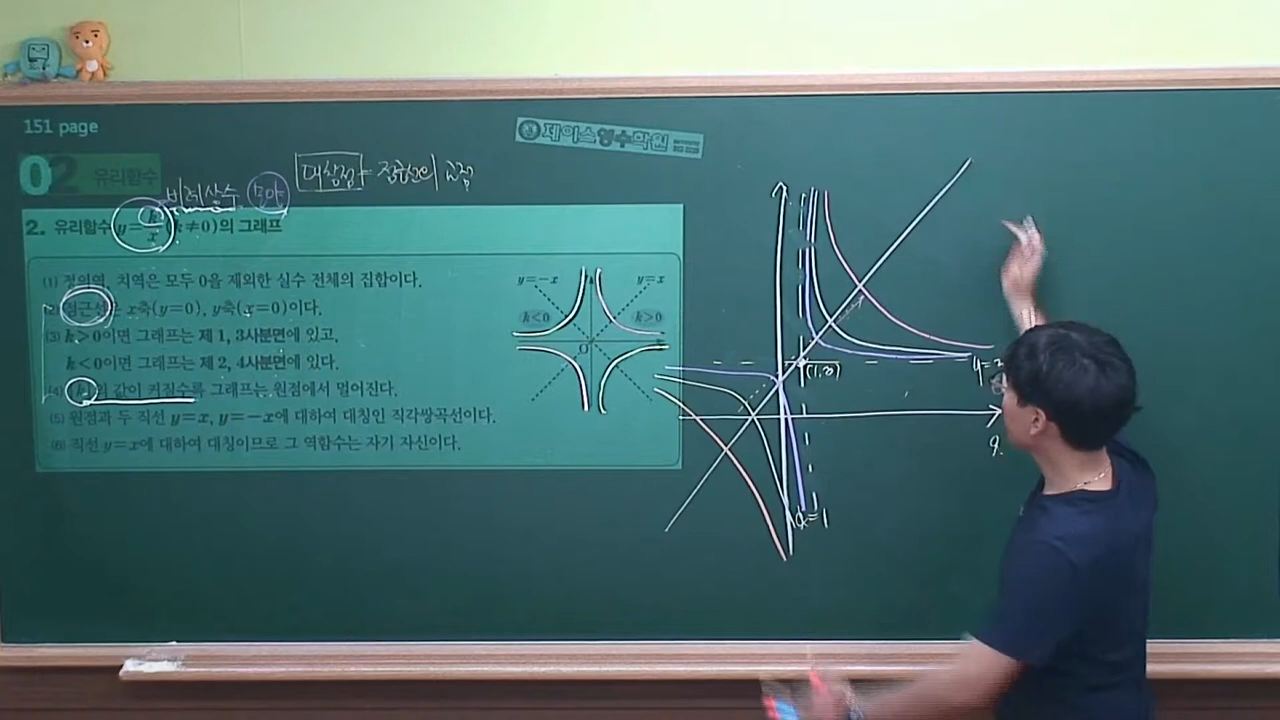 151 page
제이스영수학원
02 유리함수
대칭점 = 점근선의 교점
비례상수 모양
2. 유리함수 y=k/x(k≠0)의 그래프
(1) 정의역, 치역은 모두 0을 제외한 실수 전체의 집합이다.
(2) 점근선은 x축(y=0), y축(x=0)이다.
(3) k>0이면 그래프는 제 1, 3사분면에 있고,
k<0이면 그래프는 제 2, 4사분면에 있다.
(4) |k|의 값이 커질수록 그래프는 원점에서 멀어진다.
(5) 원점과 두 직선 y=x, y=-x에 대하여 대칭인 직각쌍곡선이다.
(6) 직선 y=x에 대하여 대칭이므로 그 역함수는 자기 자신이다.
y=-x
y=x
k<0
k>0
O
x=1